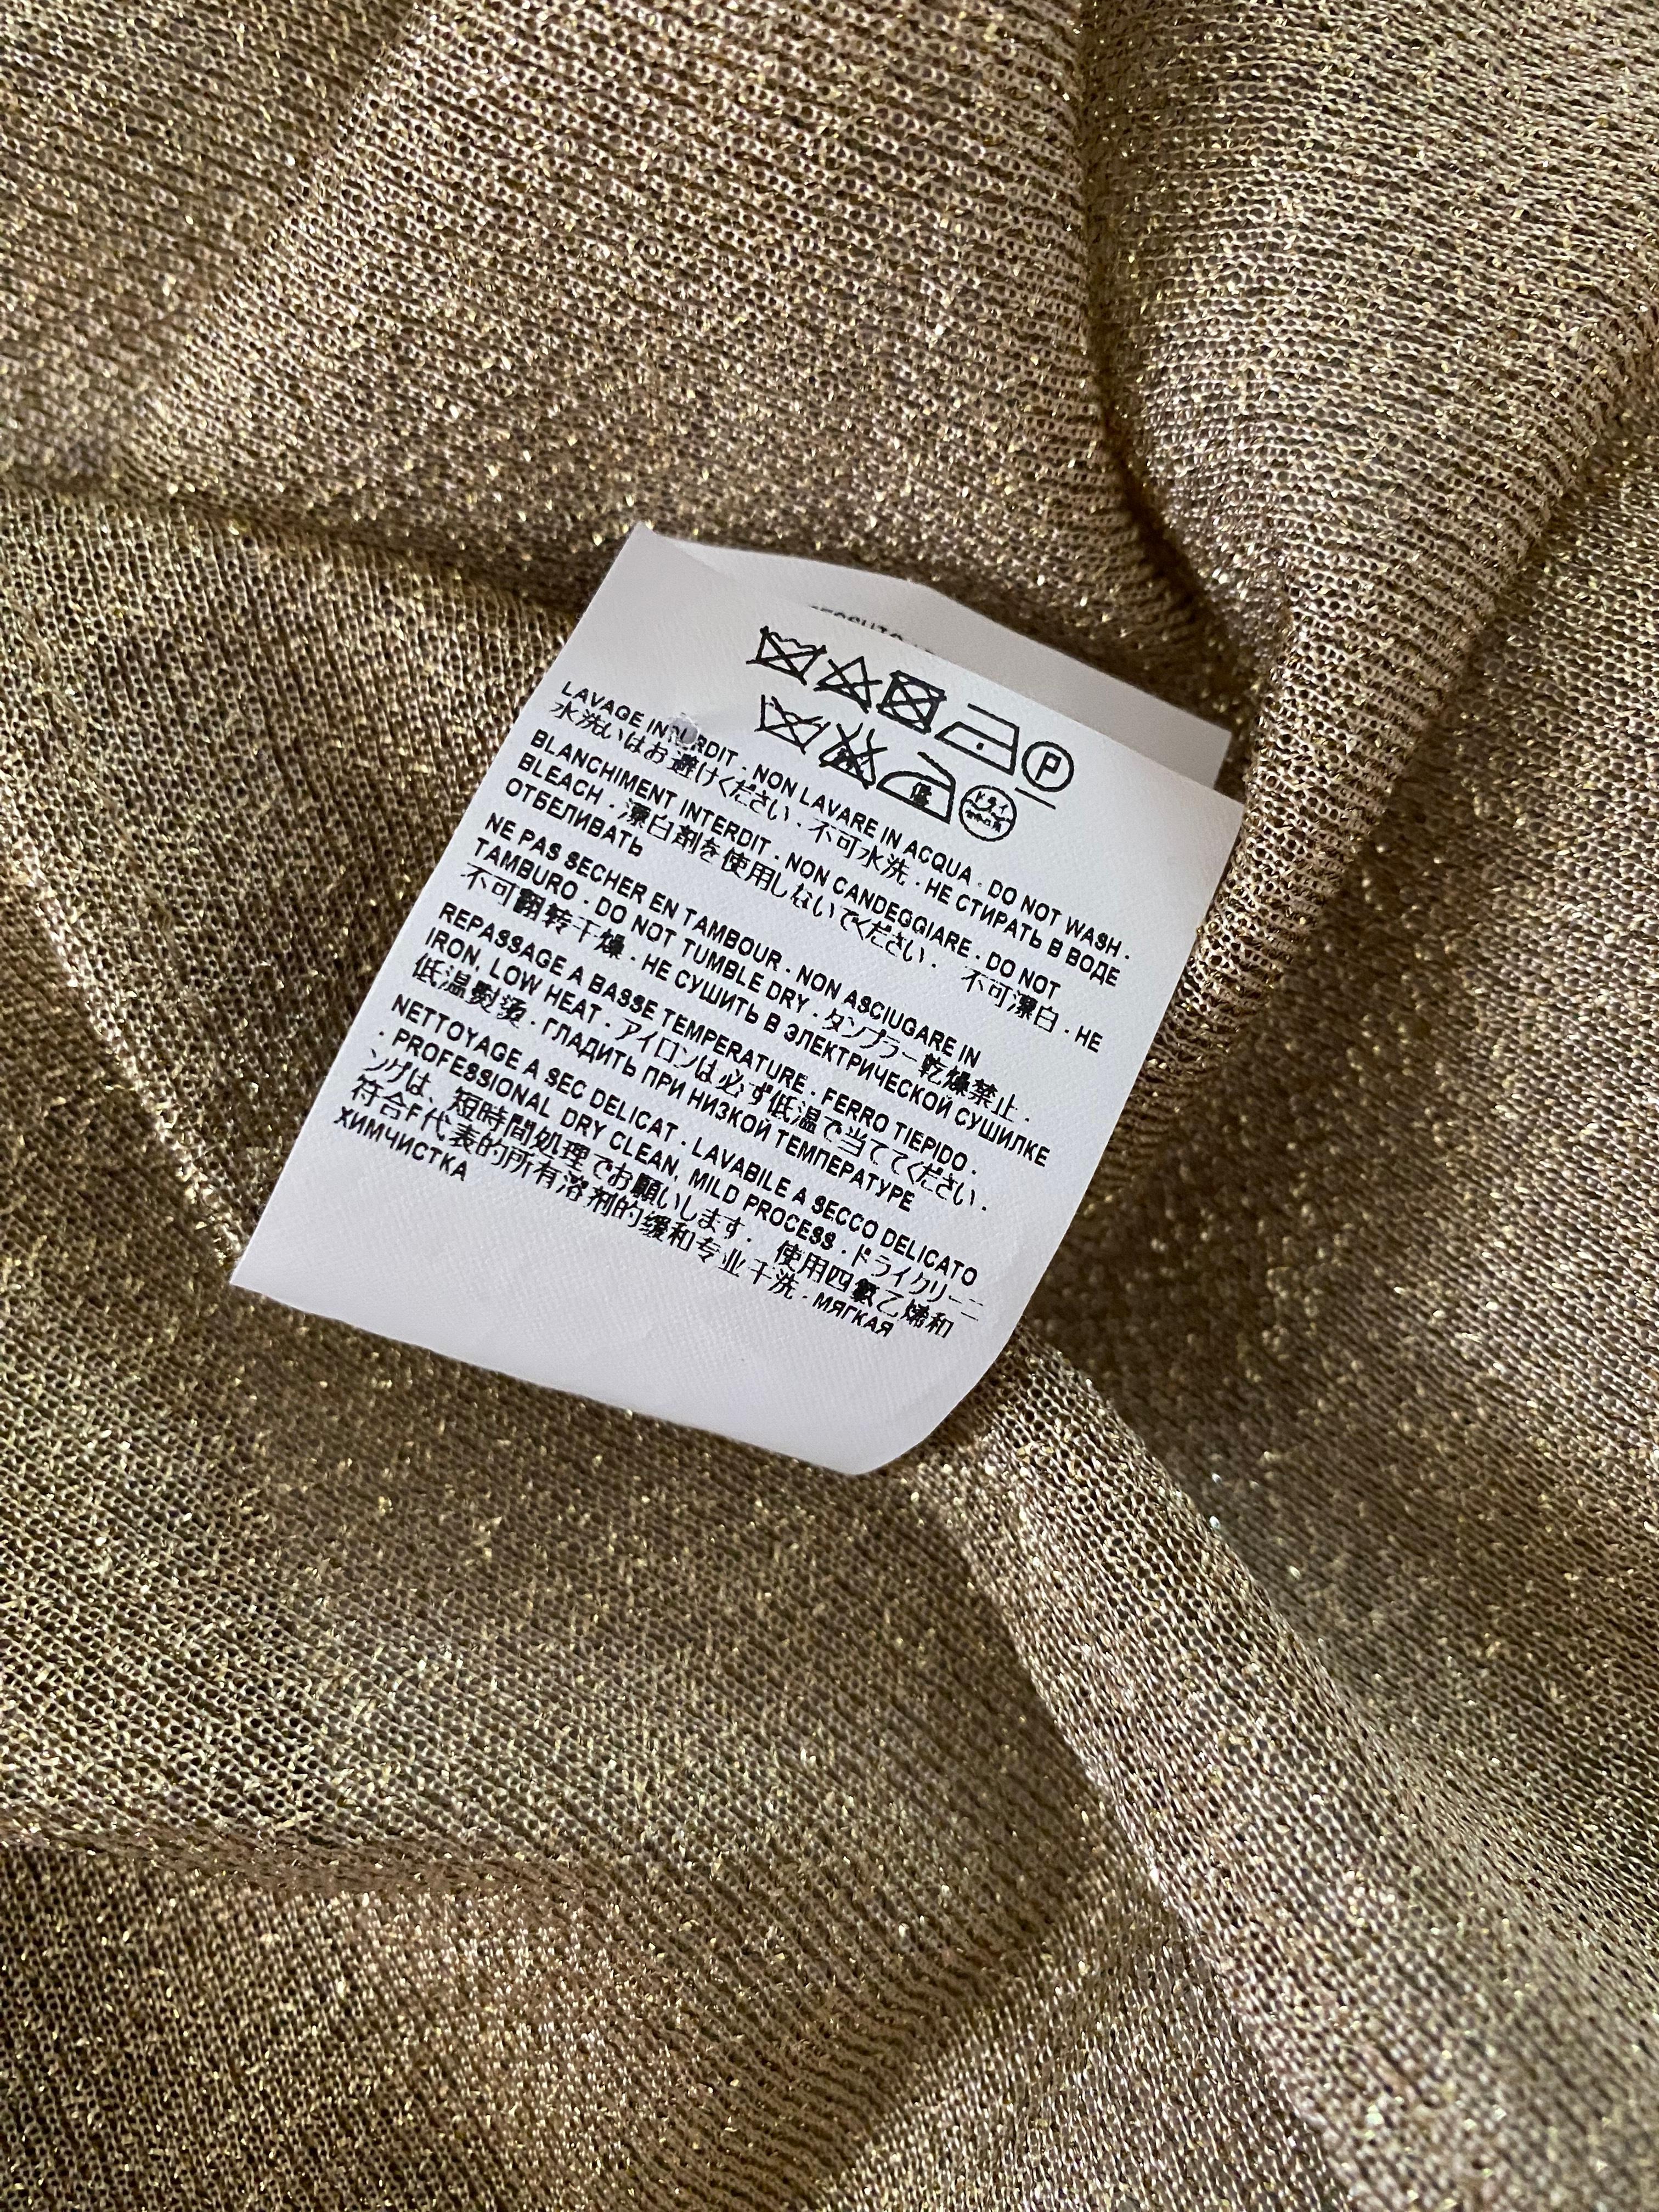 P
ドライ
LAVAGE INTERDIT . NON LAVARE IN ACQUA . DO NOT WASH .
水洗いはお避けください . 不可水洗 . НЕ СТИРАТЬ В ВОДЕ
BLANCHIMENT INTERDIT . NON CANDEGGIARE . DO NOT
BLEACH . 漂白剤を使用しないでください . 不可漂白 . НЕ
ОТБЕЛИВАТЬ
NE PAS SECHER EN TAMBOUR . NON ASCIUGARE IN
TAMBURO . DO NOT TUMBLE DRY . タンブラー乾燥禁止 .
不可翻转干燥 . НЕ СУШИТЬ В ЭЛЕКТРИЧЕСКОЙ СУШИЛКЕ
REPASSAGE A BASSE TEMPERATURE . FERRO TIEPIDO .
IRON, LOW HEAT . アイロンは必ず低温で当ててください .
低温熨烫 . ГЛАДИТЬ ПРИ НИЗКОЙ ТЕМПЕРАТУРЕ
NETTOYAGE A SEC DELICAT . LAVABILE A SECCO DELICATO
. PROFESSIONAL DRY CLEAN, MILD PROCESS . ドライクリーニ
ングは、短時間処理でお願いします . 使用四氯乙烯和
符合F代表的所有溶剂的缓和专业干洗 . МЯГКАЯ
ХИМЧИСТКА